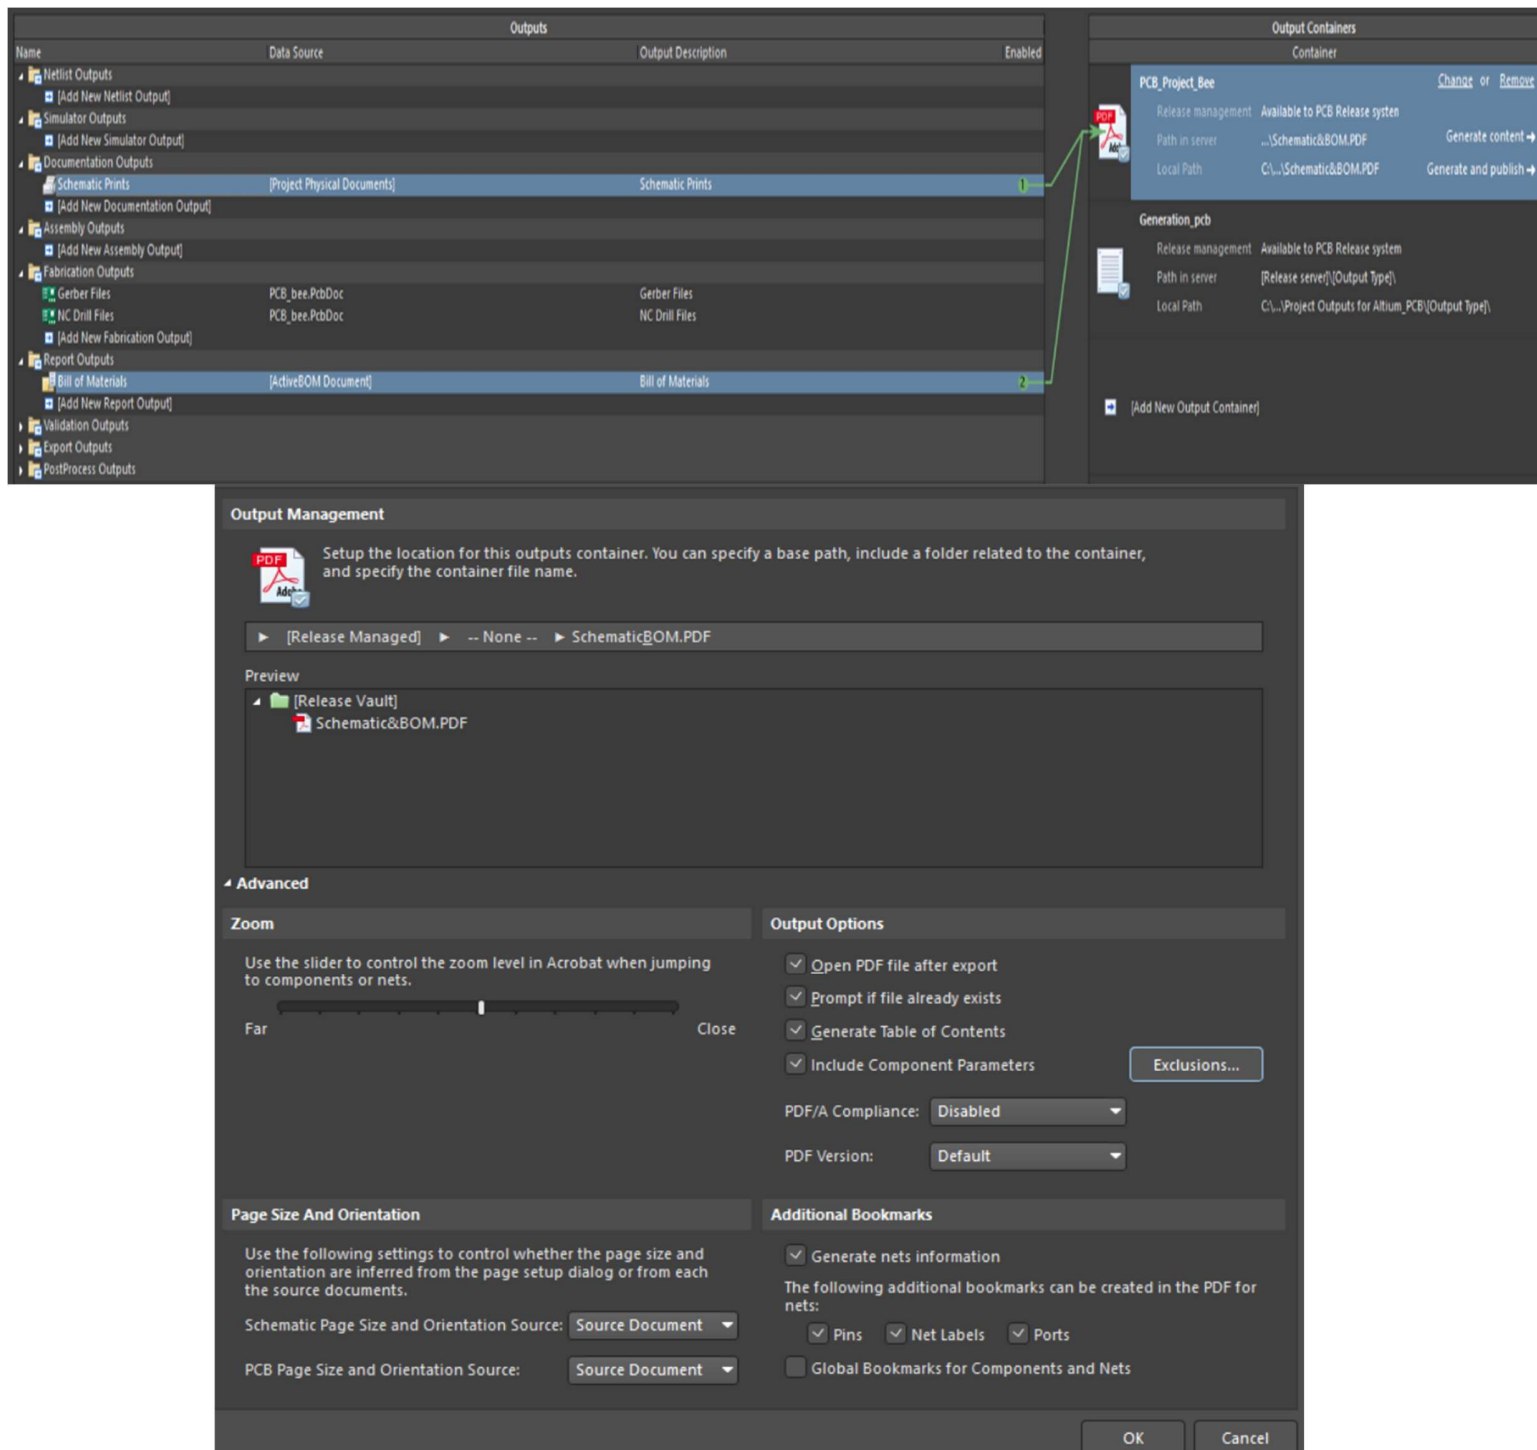 Outputs
Name Data Source Output Description Enabled
Netlist Outputs
[Add New Netlist Output]
Simulator Outputs
[Add New Simulator Output]
Documentation Outputs
Schematic Prints [Project Physical Documents] Schematic Prints 1
[Add New Documentation Output]
Assembly Outputs
[Add New Assembly Output]
Fabrication Outputs
Gerber Files PCB_bee.PcbDoc Gerber Files
NC Drill Files PCB_bee.PcbDoc NC Drill Files
[Add New Fabrication Output]
Report Outputs
Bill of Materials [ActiveBOM Document] Bill of Materials 2
[Add New Report Output]
Validation Outputs
Export Outputs
PostProcess Outputs
Output Containers
Container
PCB_Project_Bee Change or Remove
PDF
Release management Available to PCB Release systen
Path in server ...\Schematic&BOM.PDF Generate content
Local Path C:\...\Schematic&BOM.PDF Generate and publish
Generation_pcb
Release management Available to PCB Release system
Path in server [Release server]\[Output Type]\
Local Path C:\...\Project Outputs for Altium_PCB\[Output Type]\
[Add New Output Container]
Output Management
PDF
Adobe
Setup the location for this outputs container. You can specify a base path, include a folder related to the container,
and specify the container file name.
[Release Managed] -- None -- SchematicBOM.PDF
Preview
[Release Vault]
Schematic&BOM.PDF
Advanced
Zoom
Use the slider to control the zoom level in Acrobat when jumping
to components or nets.
Far Close
Output Options
Open PDF file after export
Prompt if file already exists
Generate Table of Contents
Include Component Parameters Exclusions...
PDF/A Compliance: Disabled
PDF Version: Default
Page Size And Orientation
Use the following settings to control whether the page size and
orientation are inferred from the page setup dialog or from each
the source documents.
Schematic Page Size and Orientation Source: Source Document
PCB Page Size and Orientation Source: Source Document
Additional Bookmarks
Generate nets information
The following additional bookmarks can be created in the PDF for
nets:
Pins Net Labels Ports
Global Bookmarks for Components and Nets
OK Cancel